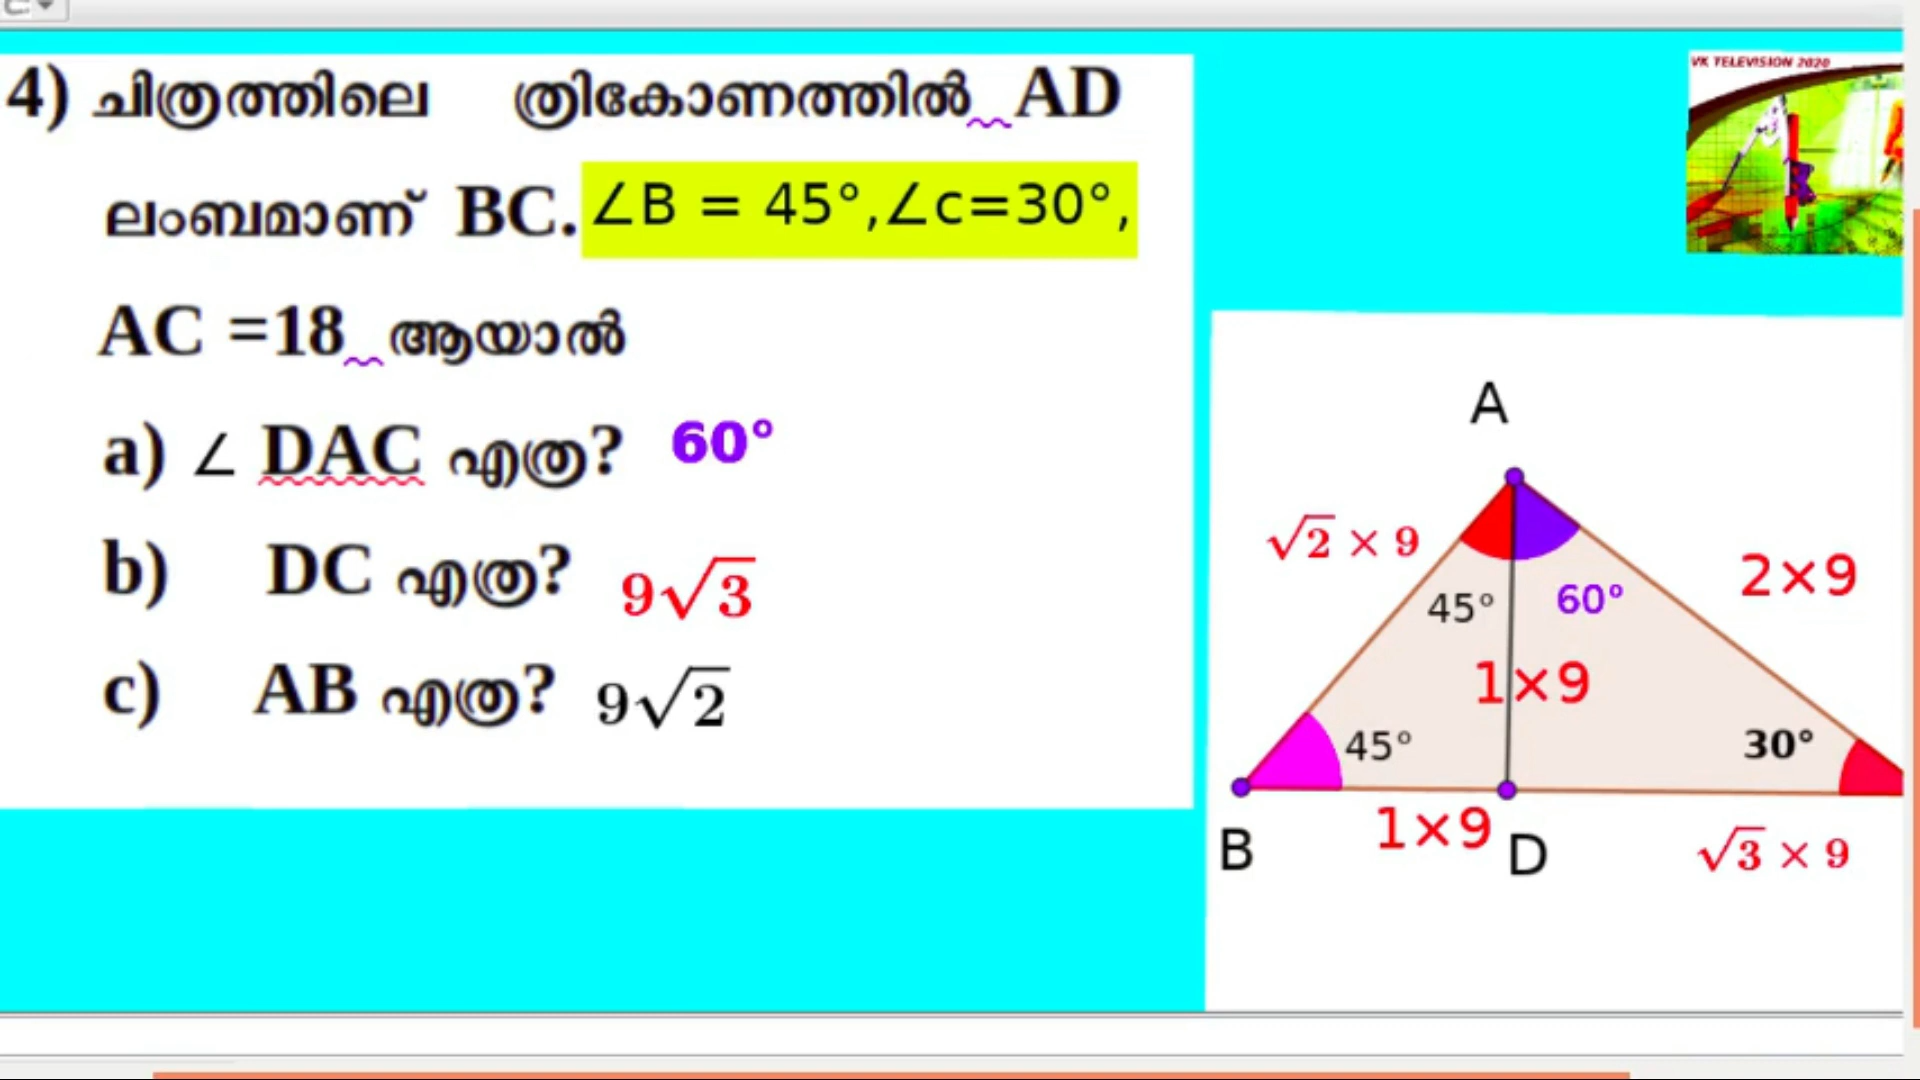 4) ചിത്രത്തിലെ ത്രികോണത്തിൽ AD
ലംബമാണ് BC. ∠B = 45°,∠c=30°,
AC =18 ആയാൽ
a) ∠ DAC എത്ര? 60°
b) DC എത്ര? 9√3
c) AB എത്ര? 9√2
VK TELEVISION 2020
A
√2 × 9
2×9
45°
60°
1×9
45°
30°
B
1×9
D
√3 × 9